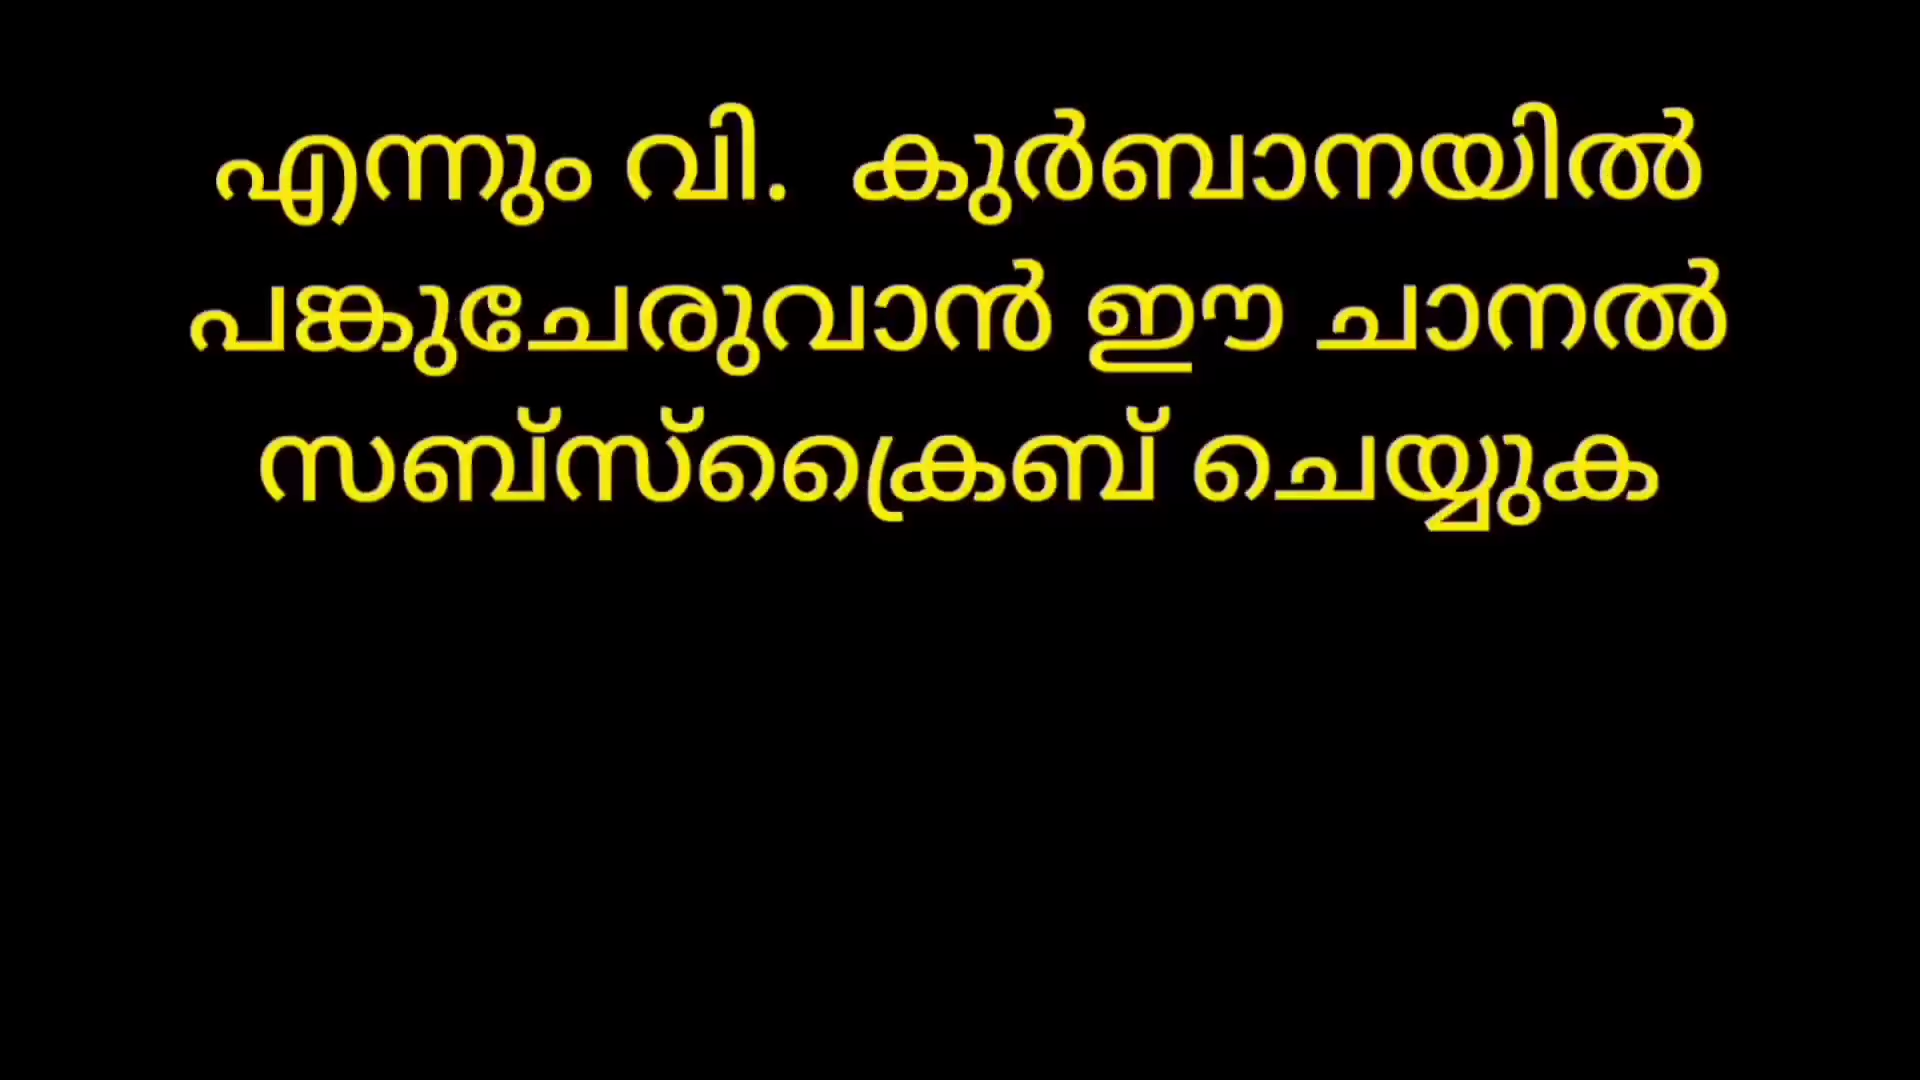 എന്നും വി. കുർബാനയിൽ
പങ്കുചേരുവാൻ ഈ ചാനൽ
സബ്സ്ക്രൈബ് ചെയ്യുക